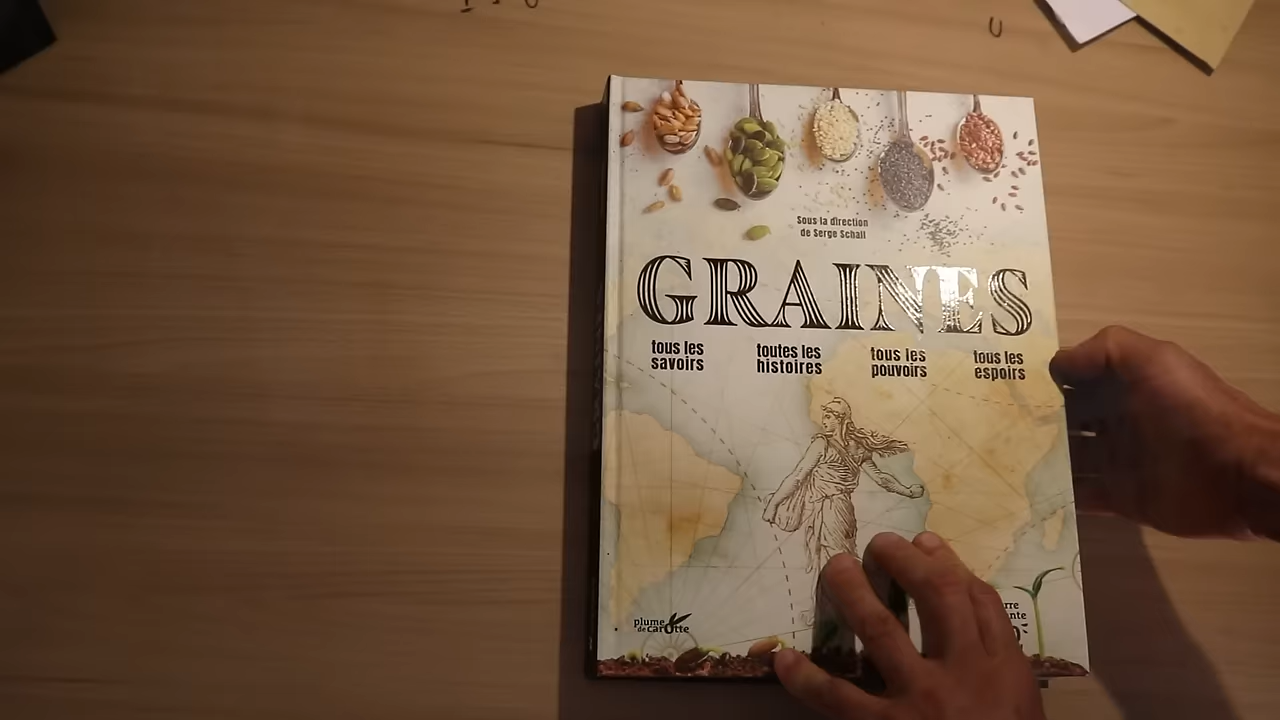 Sous la direction
de Serge Schall
GRAINES
tous les
savoirs
toutes les
histoires
tous les
pouvoirs
tous les
espoirs
plume
de carotte